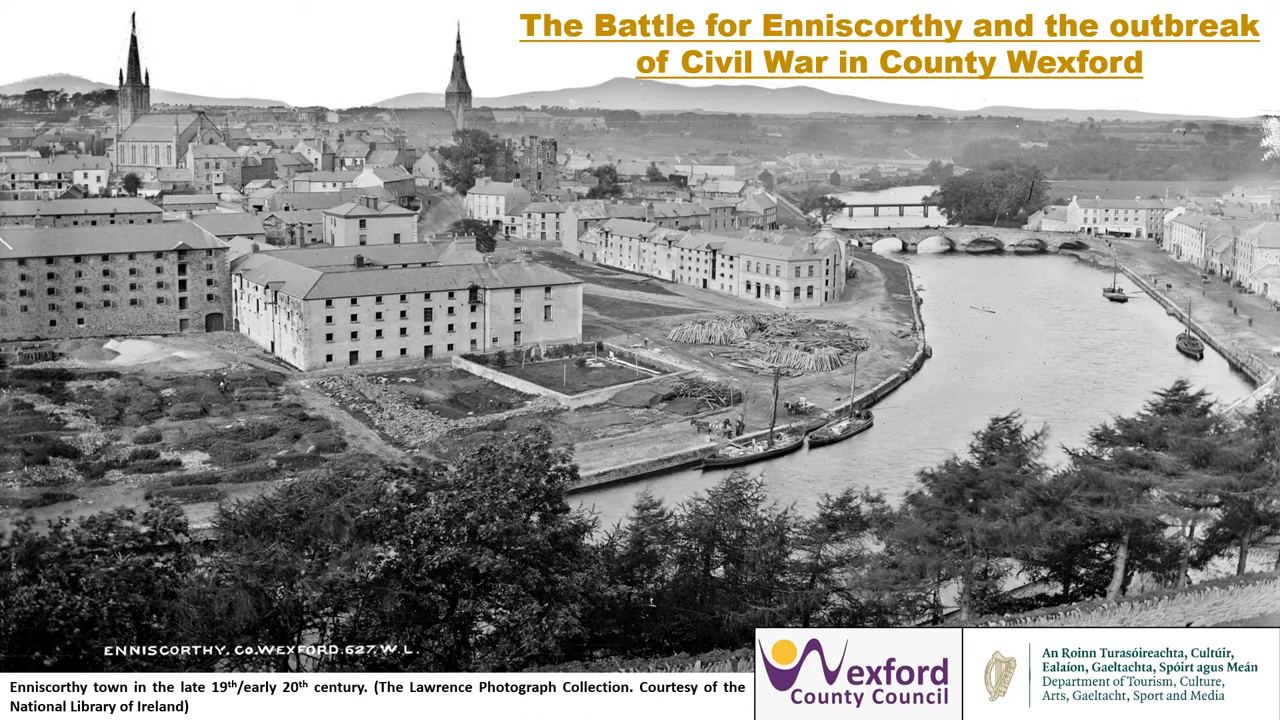 The Battle for Enniscorthy and the outbreak
of Civil War in County Wexford
ENNISCORTHY. Co. WEXFORD. 627. W.L.
Enniscorthy town in the late 19th/early 20th century. (The Lawrence Photograph Collection. Courtesy of the
National Library of Ireland)
Wexford
County Council
An Roinn Turasóireachta, Cultúir,
Ealaíon, Gaeltachta, Spóirt agus Meán
Department of Tourism, Culture,
Arts, Gaeltacht, Sport and Media